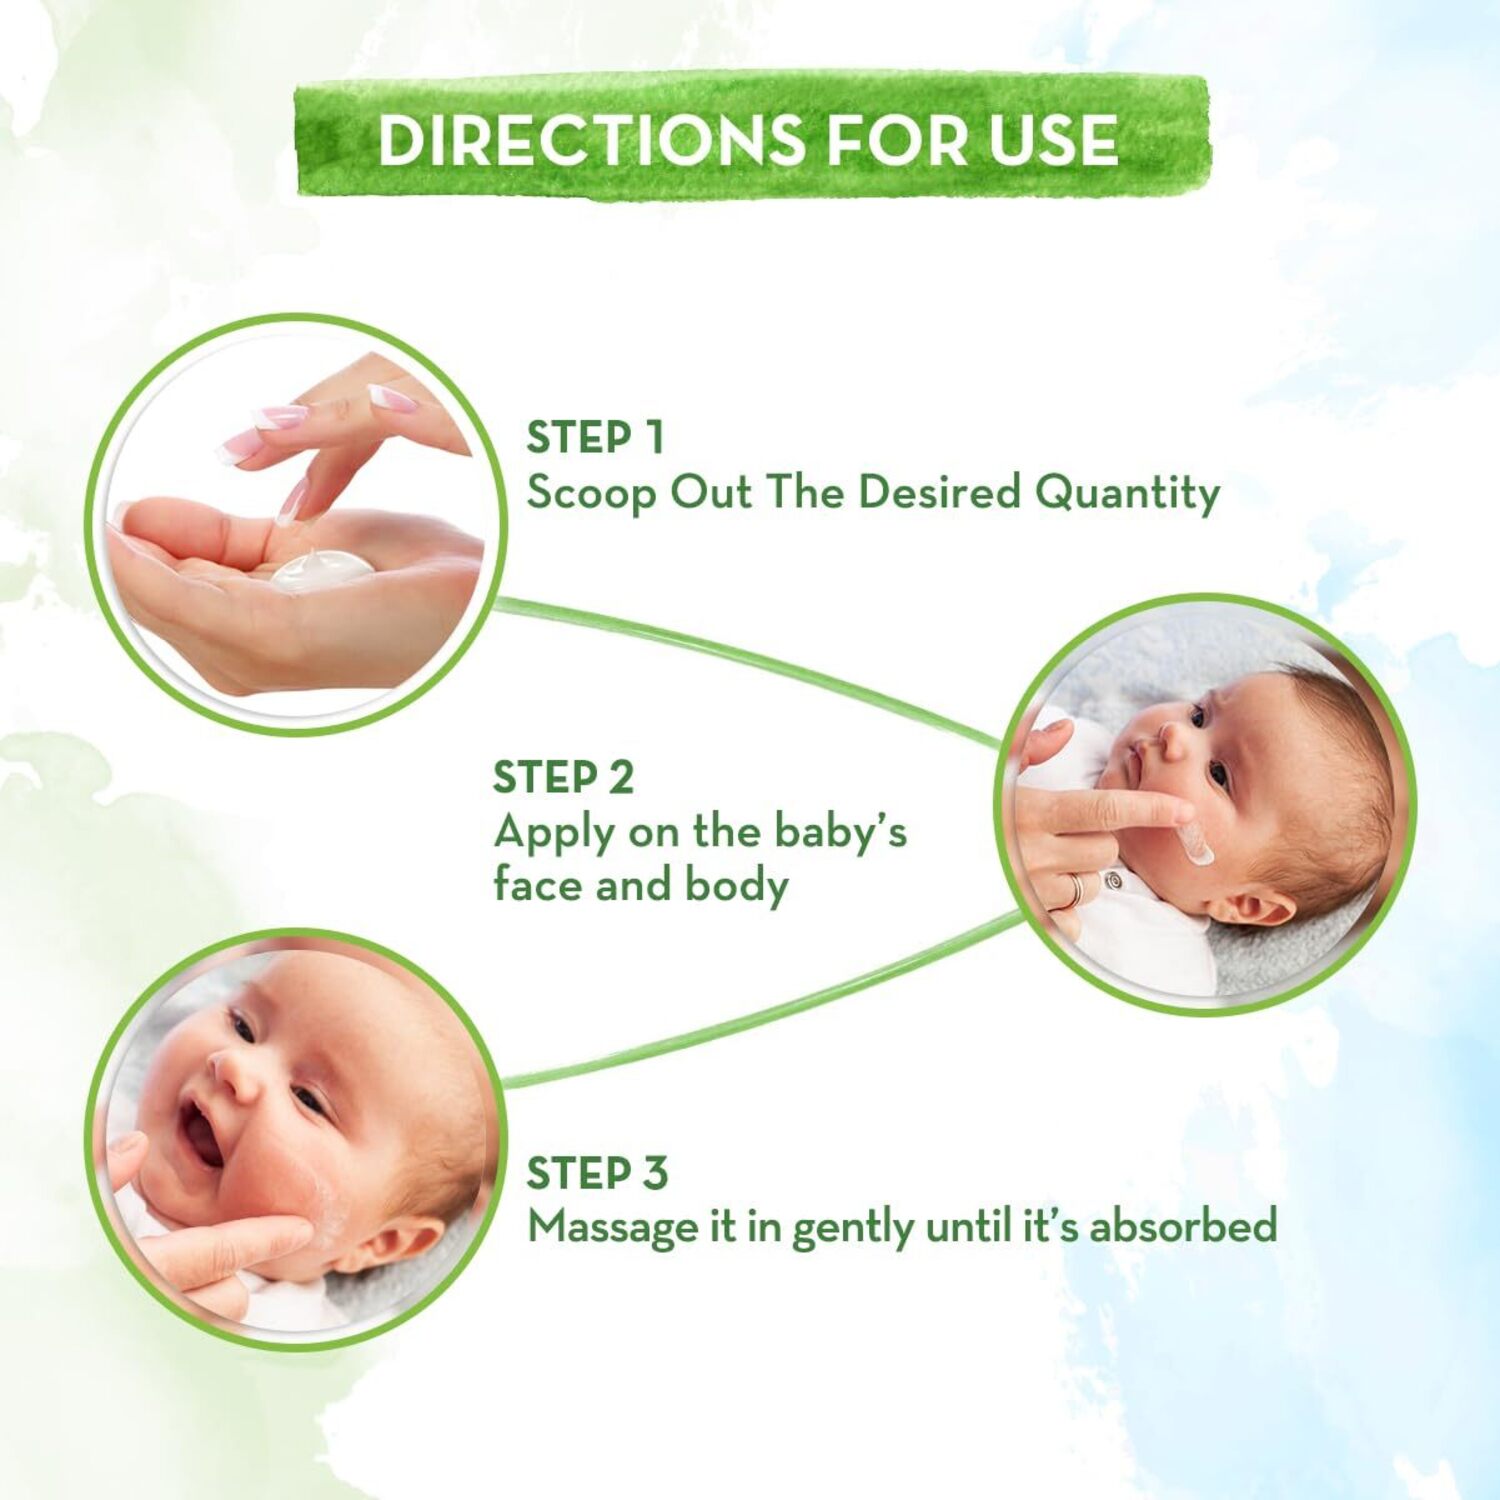 DIRECTIONS FOR USE
STEP 1
Scoop Out The Desired Quantity
STEP 2
Apply on the baby's
face and body
STEP 3
Massage it in gently until it's absorbed